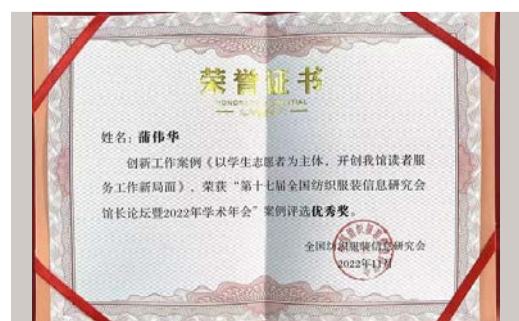 荣誉证书
姓名：蒲伟华
创新工作案例《以学生志愿者为主体，开创我馆读者服
务工作新局面》，荣获“第十七届全国纺织服装信息研究会
馆长论坛暨2022年学术年会”案例评选优秀奖。
全国纺织服装信息研究会
2022年11月